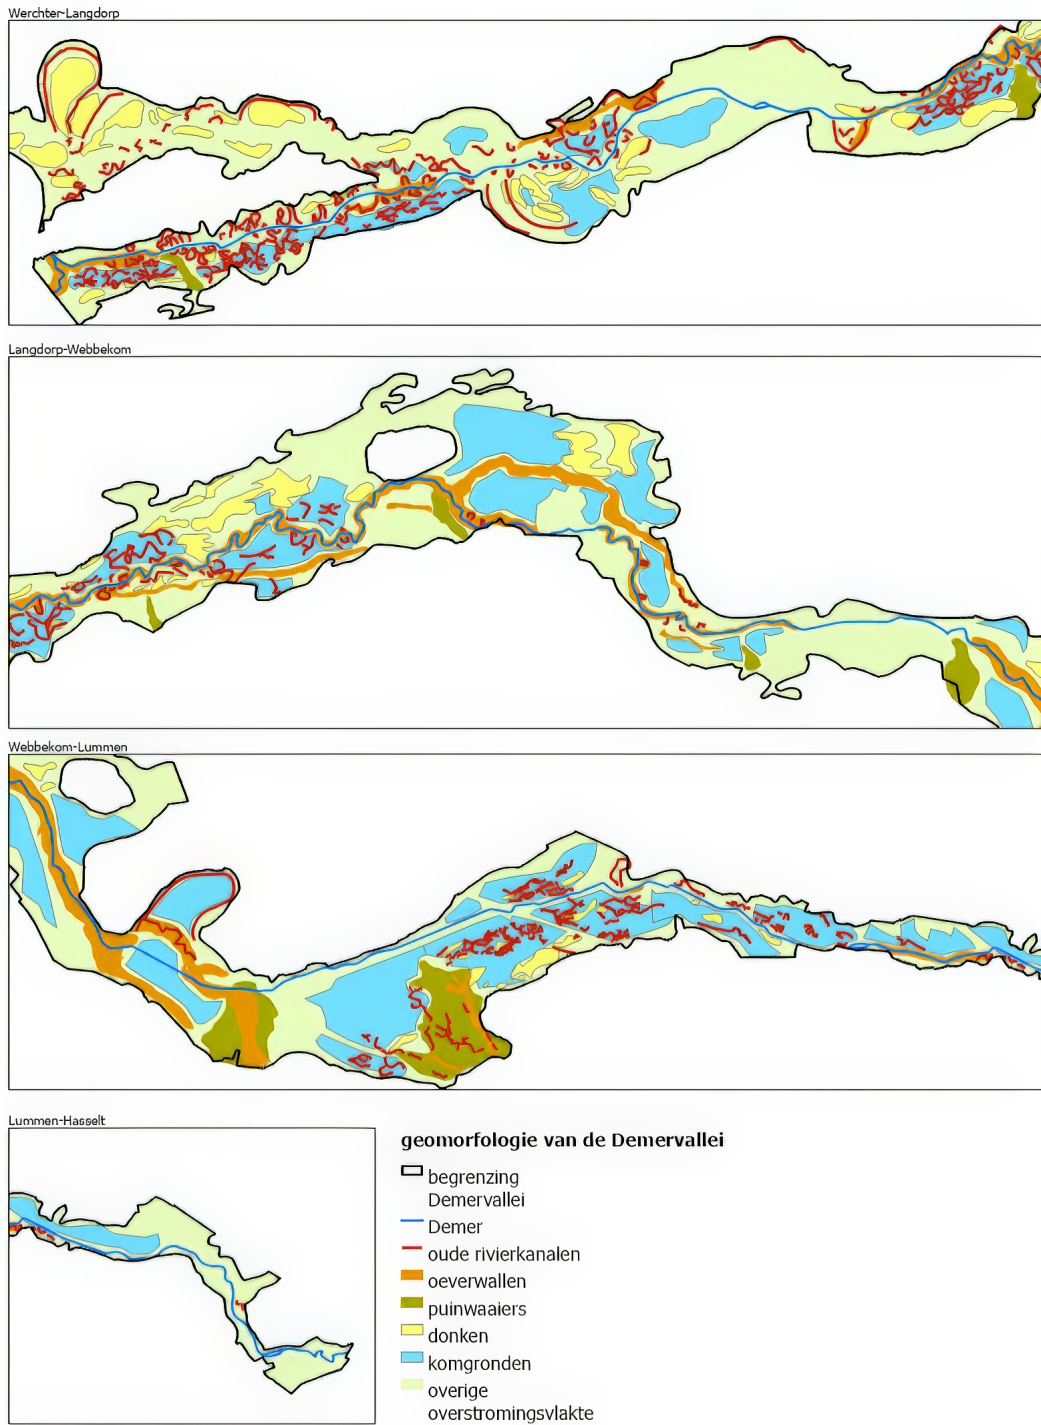 Werchter-Langdorp
Langdorp-Webbekom
Webbekom-Lummen
Lummen-Hasselt
geomorfologie van de Demervallei
begrenzing
Demervallei
Demer
oude rivierkanalen
oeverwallen
puinwaaiers
donken
komgronden
overige
overstromingsvlakte